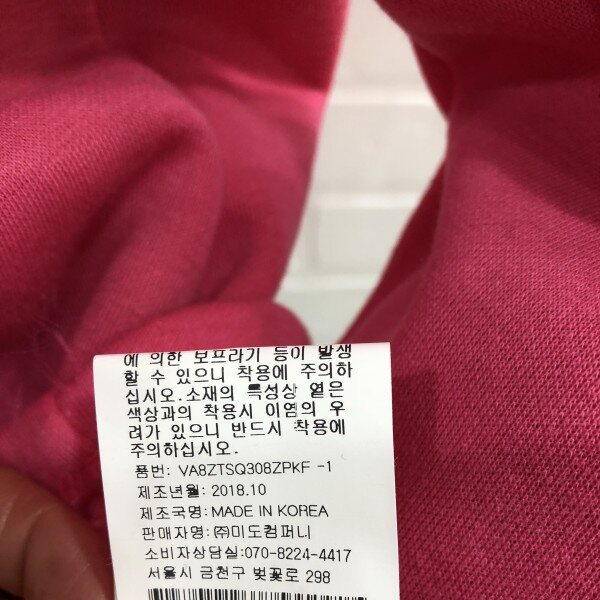 에 의한 보프라기 등이 발생
할 수 있으니 착용에 주의하
십시오.소재의 특성상 옅은
색상과의 착용시 이염의 우
려가 있으니 반드시 착용에
주의하십시오.
품번: VA8ZTSQ308ZPKF -1
제조년월: 2018.10
제조국명: MADE IN KOREA
판매자명: ㈜미도컴퍼니
소비자상담실:070-8224-4417
서울시 금천구 벚꽃로 298